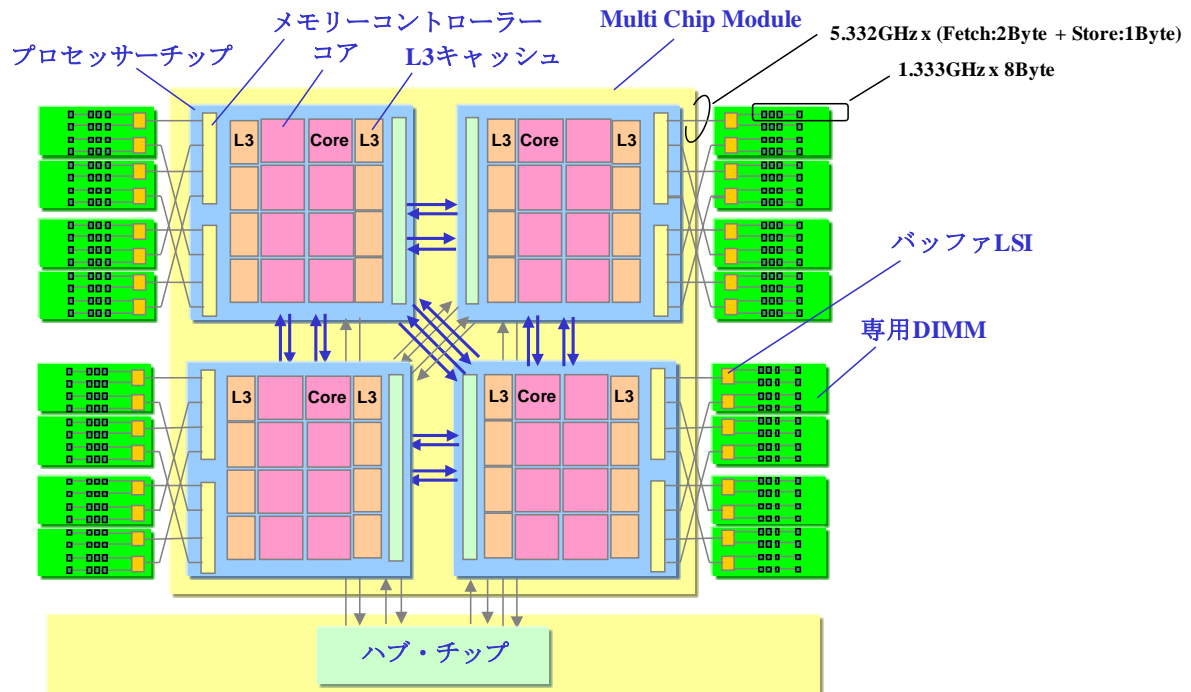 メモリーコントローラー
Multi Chip Module
5.332GHz x (Fetch:2Byte + Store:1Byte)
プロセッサーチップ
コア
L3キャッシュ
1.333GHz x 8Byte
L3
Core
L3
L3
Core
L3
バッファLSI
専用DIMM
L3
Core
L3
L3
Core
L3
ハブ・チップ